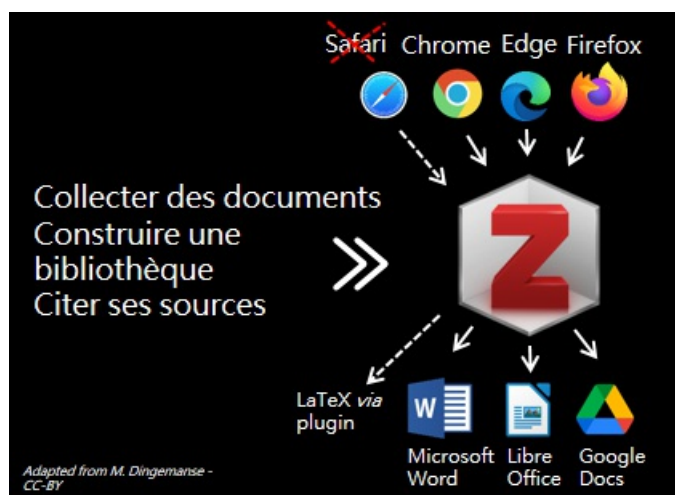 Safari Chrome Edge Firefox
Collecter des documents
Construire une
bibliothèque
Citer ses sources
Z
LaTeX via
plugin
W
Microsoft
Word
Libre
Office
Google
Docs
Adapted from M. Dingemanse -
CC-BY